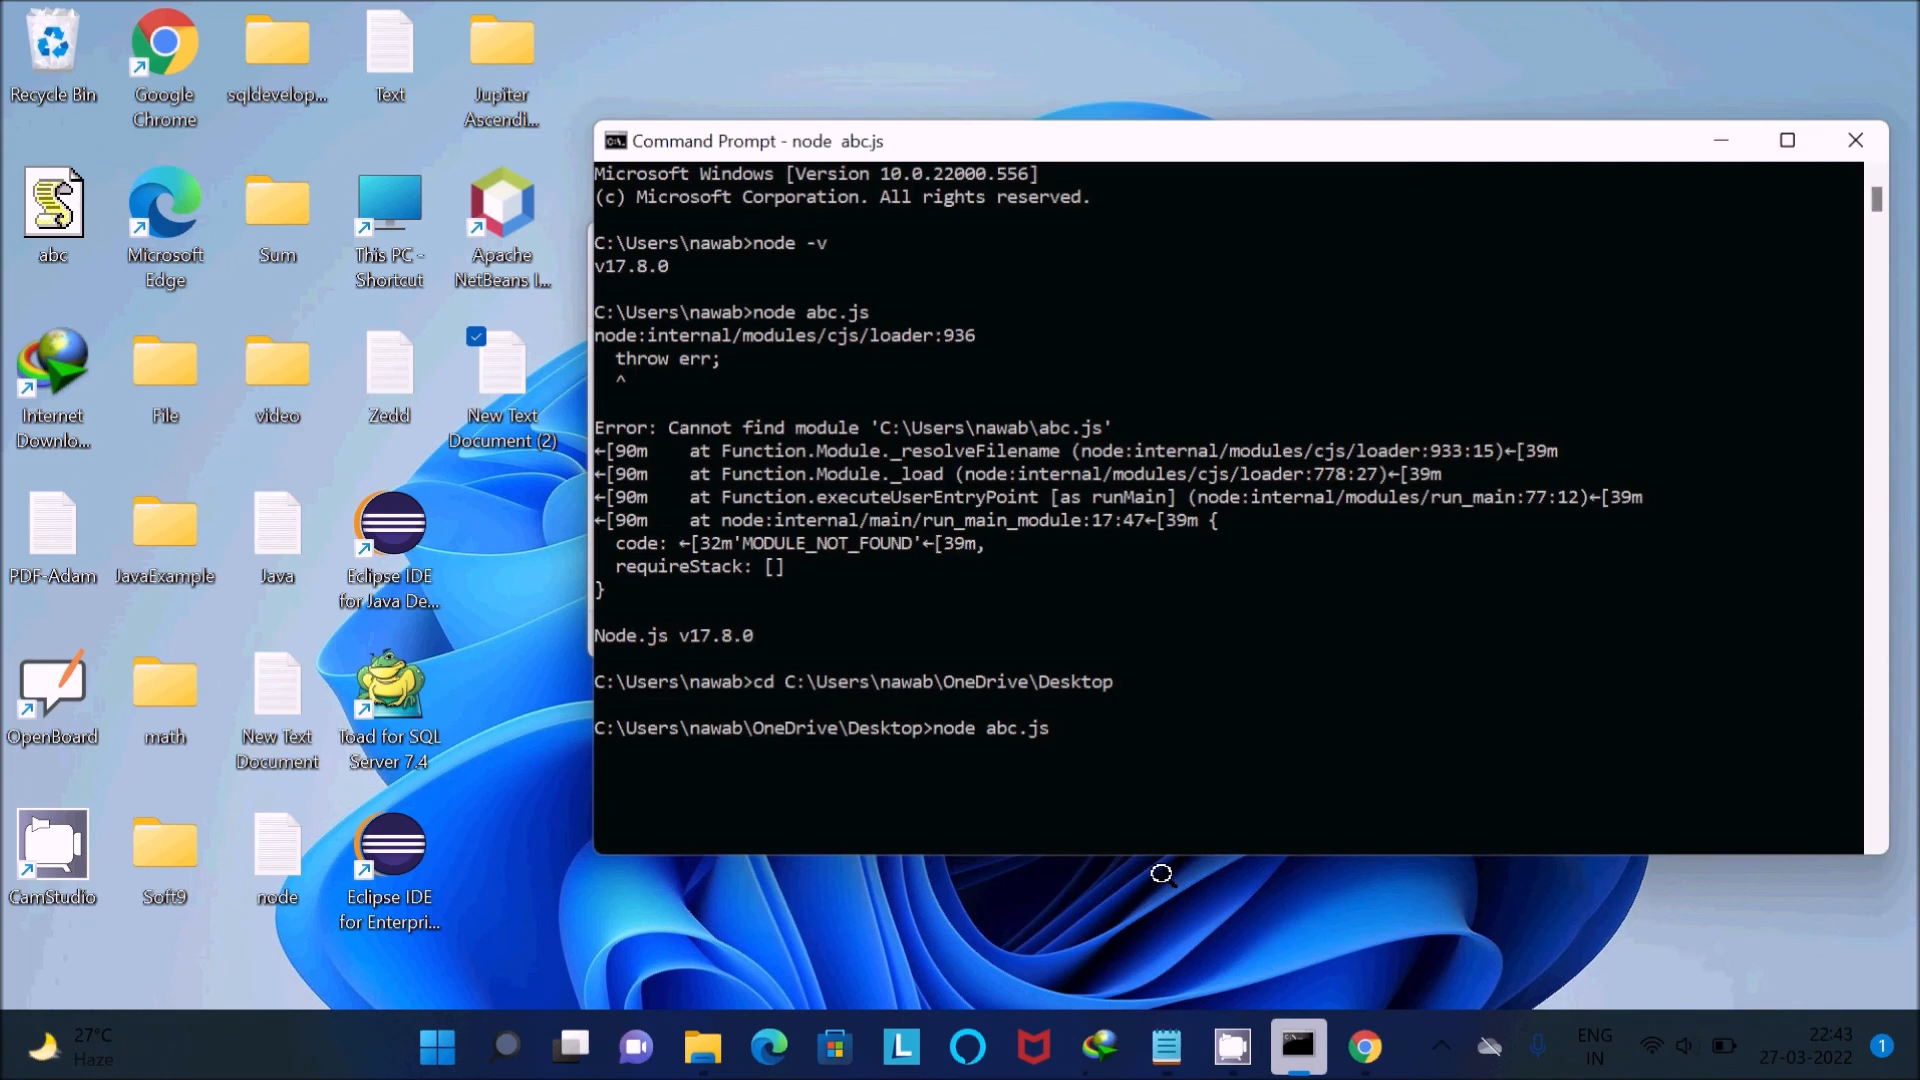 Recycle Bin
Google
Chrome
sqldevelop...
Text
Jupiter
Ascendi...
abc
Microsoft
Edge
Sum
This PC -
Shortcut
Apache
NetBeans I...
Internet
Downlo...
File
video
Zedd
New Text
Document (2)
PDF-Adam
JavaExample
Java
Eclipse IDE
for Java De...
OpenBoard
math
New Text
Document
Toad for SQL
Server 7.4
CamStudio
Soft9
node
Eclipse IDE
for Enterpri...
Command Prompt - node  abc.js
Microsoft Windows [Version 10.0.22000.556]
(c) Microsoft Corporation. All rights reserved.
C:\Users\nawab>node -v
v17.8.0
C:\Users\nawab>node abc.js
node:internal/modules/cjs/loader:936
  throw err;
  ^
Error: Cannot find module 'C:\Users\nawab\abc.js'
←[90m    at Function.Module._resolveFilename (node:internal/modules/cjs/loader:933:15)←[39m
←[90m    at Function.Module._load (node:internal/modules/cjs/loader:778:27)←[39m
←[90m    at Function.executeUserEntryPoint [as runMain] (node:internal/modules/run_main:77:12)←[39m
←[90m    at node:internal/main/run_main_module:17:47←[39m {
  code: ←[32m'MODULE_NOT_FOUND'←[39m,
  requireStack: []
}
Node.js v17.8.0
C:\Users\nawab>cd C:\Users\nawab\OneDrive\Desktop
C:\Users\nawab\OneDrive\Desktop>node abc.js
27°C
Haze
ENG
IN
22:43
27-03-2022
1